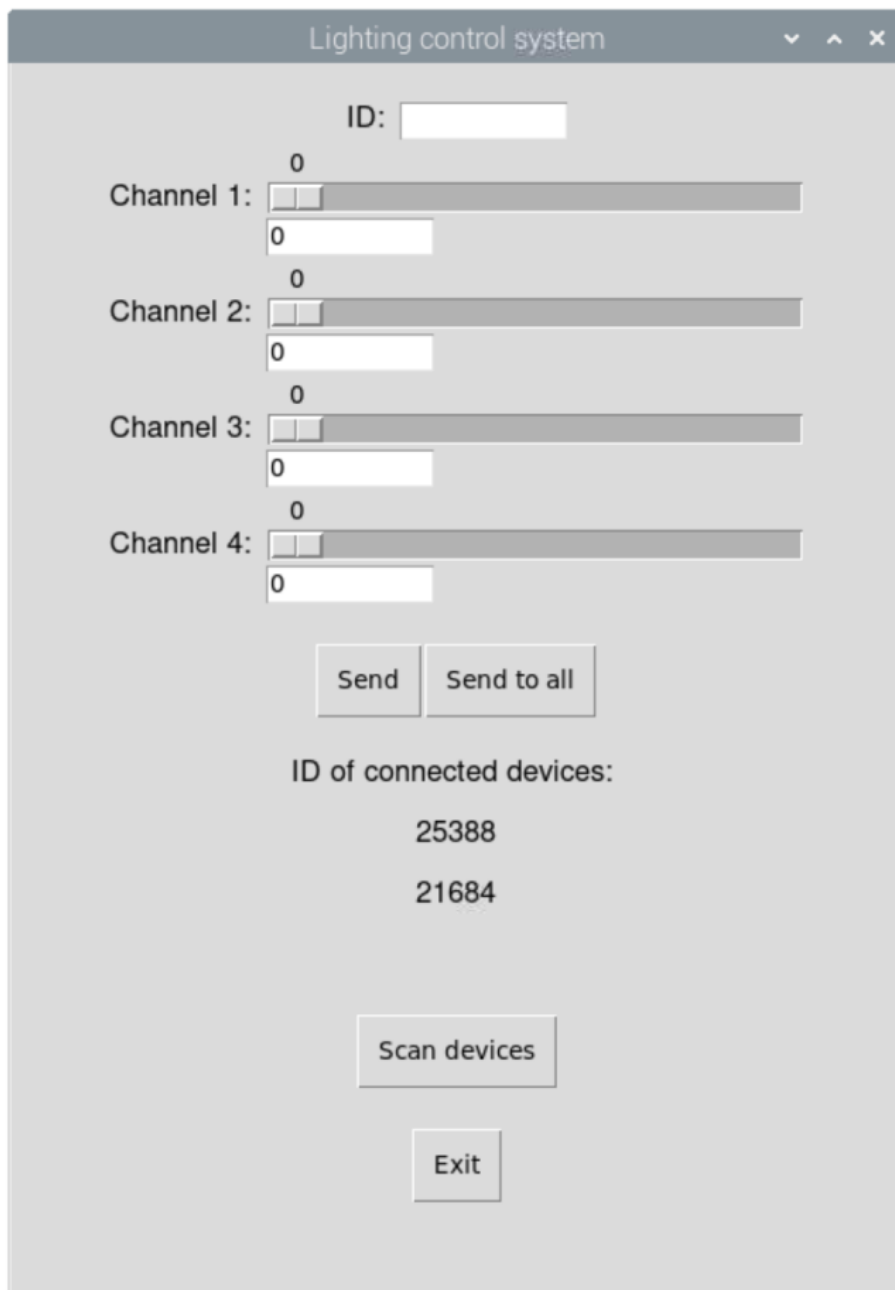 Lighting control system
ID:
0
Channel 1:
0
0
Channel 2:
0
0
Channel 3:
0
0
Channel 4:
0
Send Send to all
ID of connected devices:
25388
21684
Scan devices
Exit